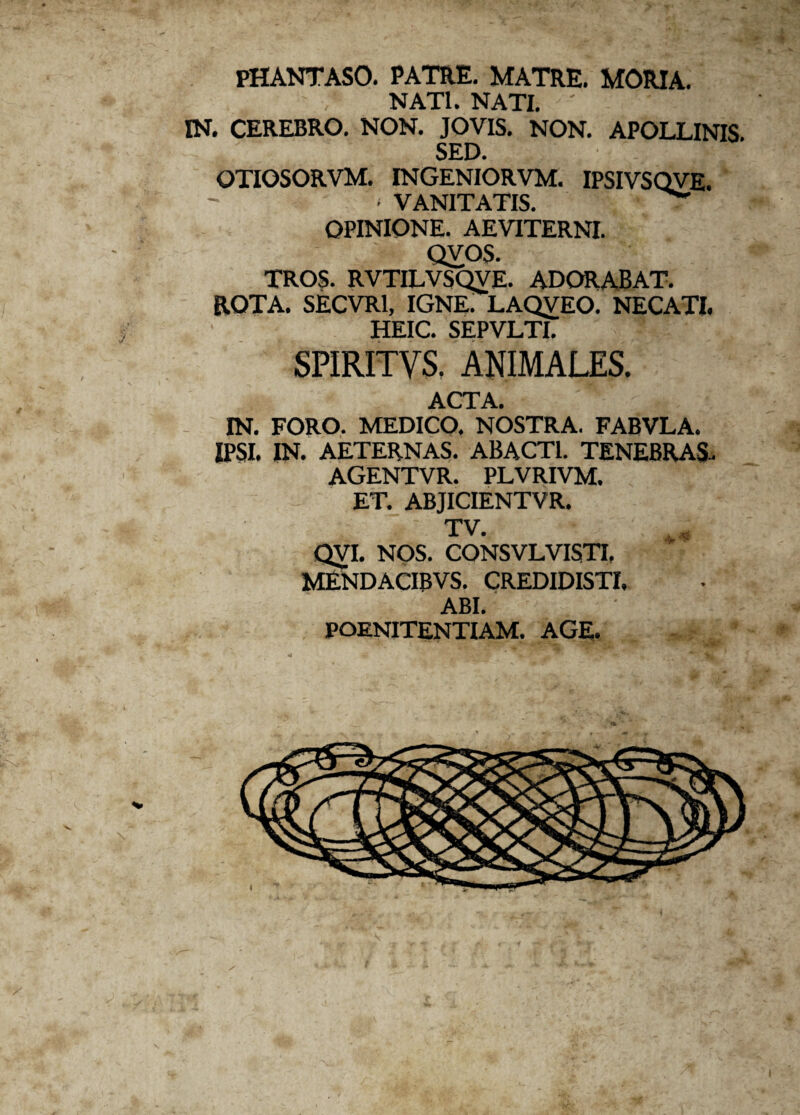 PHANTASO. PATRE. MATRE. MORIA.
NATI. NATI.
IN. CEREBRO. NON. JOVIS. NON. APOLLINIS.
SED.
OTIOSORVM. INGENIORVM. IPSIVSQVE.
VANITATIS.
OPINIONE. AEVITERNI.
QVOS.
TROS. RVTILVSQVE. ADORABAT.
ROTA. SECVRI, IGNE. LAQVEO. NECATI.
HEIC. SEPVLTI.
SPIRITVS. ANIMALES.
ACTA.
IN. FORO. MEDICO. NOSTRA. FABVLA.
IPSI. IN. AETERNAS. ABACTI. TENEBRAS.
AGENTVR. PLVRIVM.
ET. ABJICIENTVR.
TV.
QVI. NOS. CONSVLVISTI.
MENDACIBVS. CREDIDISTI.
ABI.
POENITENTIAM. AGE.